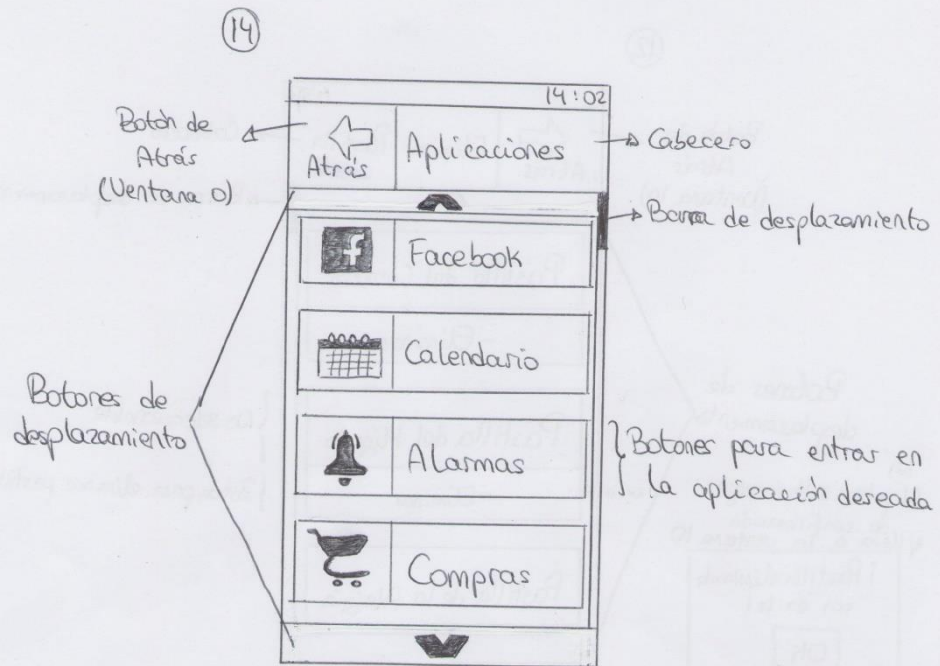 14
14:02
Botón de
Atrás
(Ventana 0)
Atrás
Aplicaciones
Cabecero
Barra de desplazamiento
Facebook
Calendario
Botones de
desplazamiento
Alarmas
Botones para entrar en
la aplicación deseada
Compras